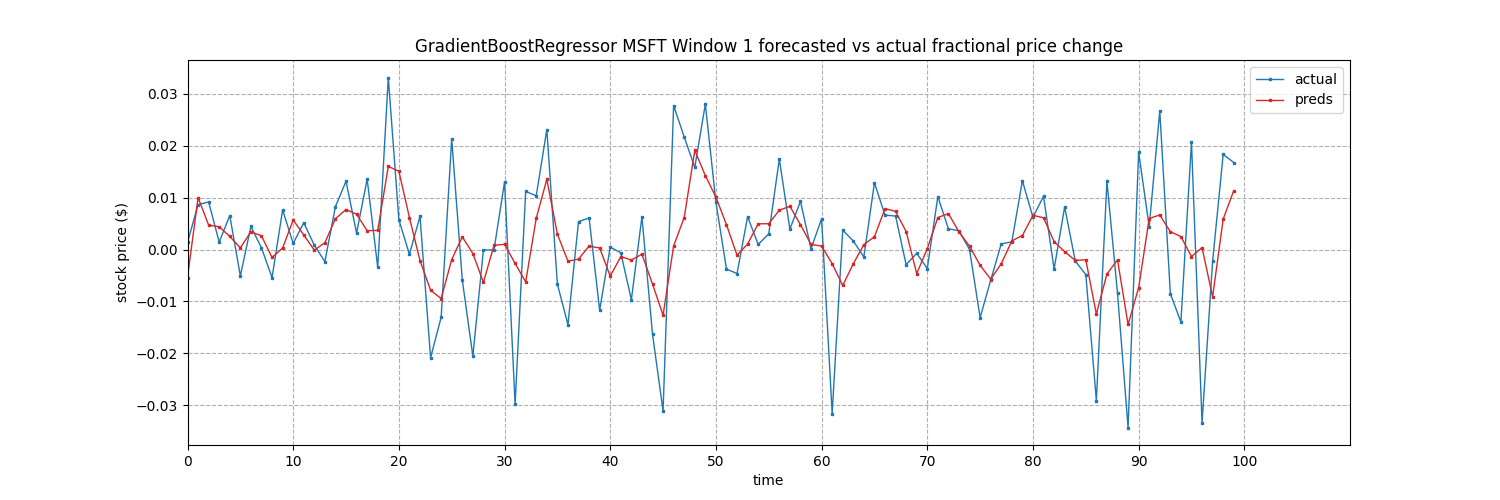 GradientBoostRegressor MSFT Window 1 forecasted vs actual fractional price change
actual
preds
stock price ($)
0.03
0.02
0.01
0.00
−0.01
−0.02
−0.03
0 10 20 30 40 50 60 70 80 90 100
time